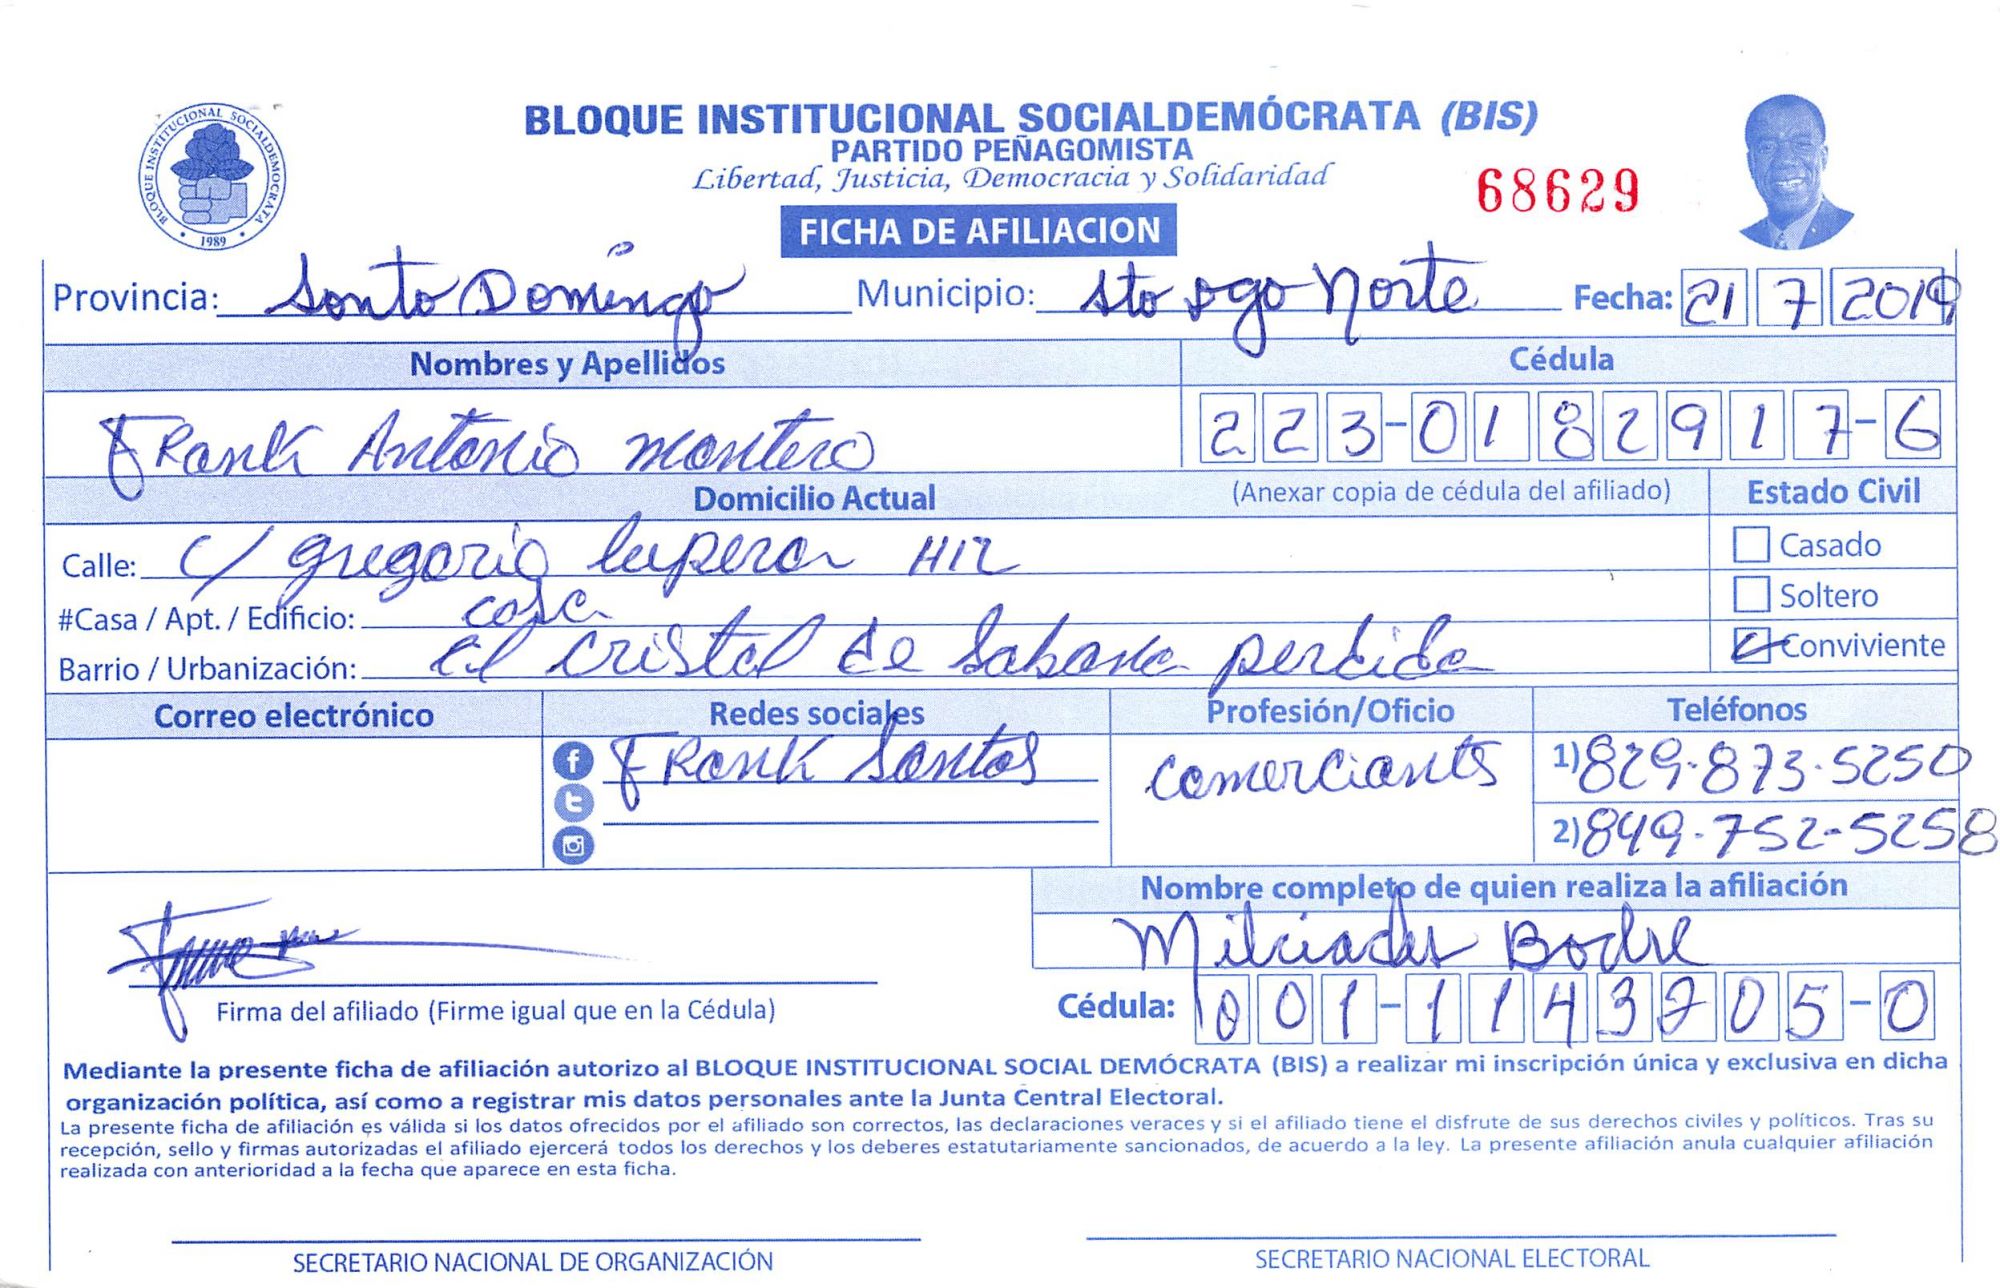 BLOQUE INSTITUCIONAL SOCIALDEMÓCRATA (BIS)
PARTIDO PEÑAGOMISTA
Libertad, Justicia, Democracia y Solidaridad
68629
BLOQUE INSTITUCIONAL SOCIALDEMOCRATA
1989
FICHA DE AFILIACION
Provincia: Santo Domingo Municipio: Sto Dgo Norte Fecha: 21 7 2019
Nombres y Apellidos Cédula
Frank Antonio montero 223-0182917-6
Domicilio Actual (Anexar copia de cédula del afiliado) Estado Civil
Calle: c/ gregorio luperon #12 Casado
#Casa / Apt. / Edificio: casa Soltero
Barrio / Urbanización: el cristal de Sabana perdida Conviviente
Correo electrónico Redes sociales Profesión/Oficio Teléfonos
Frank Santos comerciante 1) 829-873-5250
2) 849-752-5258
Nombre completo de quien realiza la afiliación
Milciades Bodre
Firma del afiliado (Firme igual que en la Cédula) Cédula: 001-1143205-0
Mediante la presente ficha de afiliación autorizo al BLOQUE INSTITUCIONAL SOCIAL DEMÓCRATA (BIS) a realizar mi inscripción única y exclusiva en dicha
organización política, así como a registrar mis datos personales ante la Junta Central Electoral.
La presente ficha de afiliación es válida si los datos ofrecidos por el afiliado son correctos, las declaraciones veraces y si el afiliado tiene el disfrute de sus derechos civiles y políticos. Tras su
recepción, sello y firmas autorizadas el afiliado ejercerá todos los derechos y los deberes estatutariamente sancionados, de acuerdo a la ley. La presente afiliación anula cualquier afiliación
realizada con anterioridad a la fecha que aparece en esta ficha.
SECRETARIO NACIONAL DE ORGANIZACIÓN SECRETARIO NACIONAL ELECTORAL